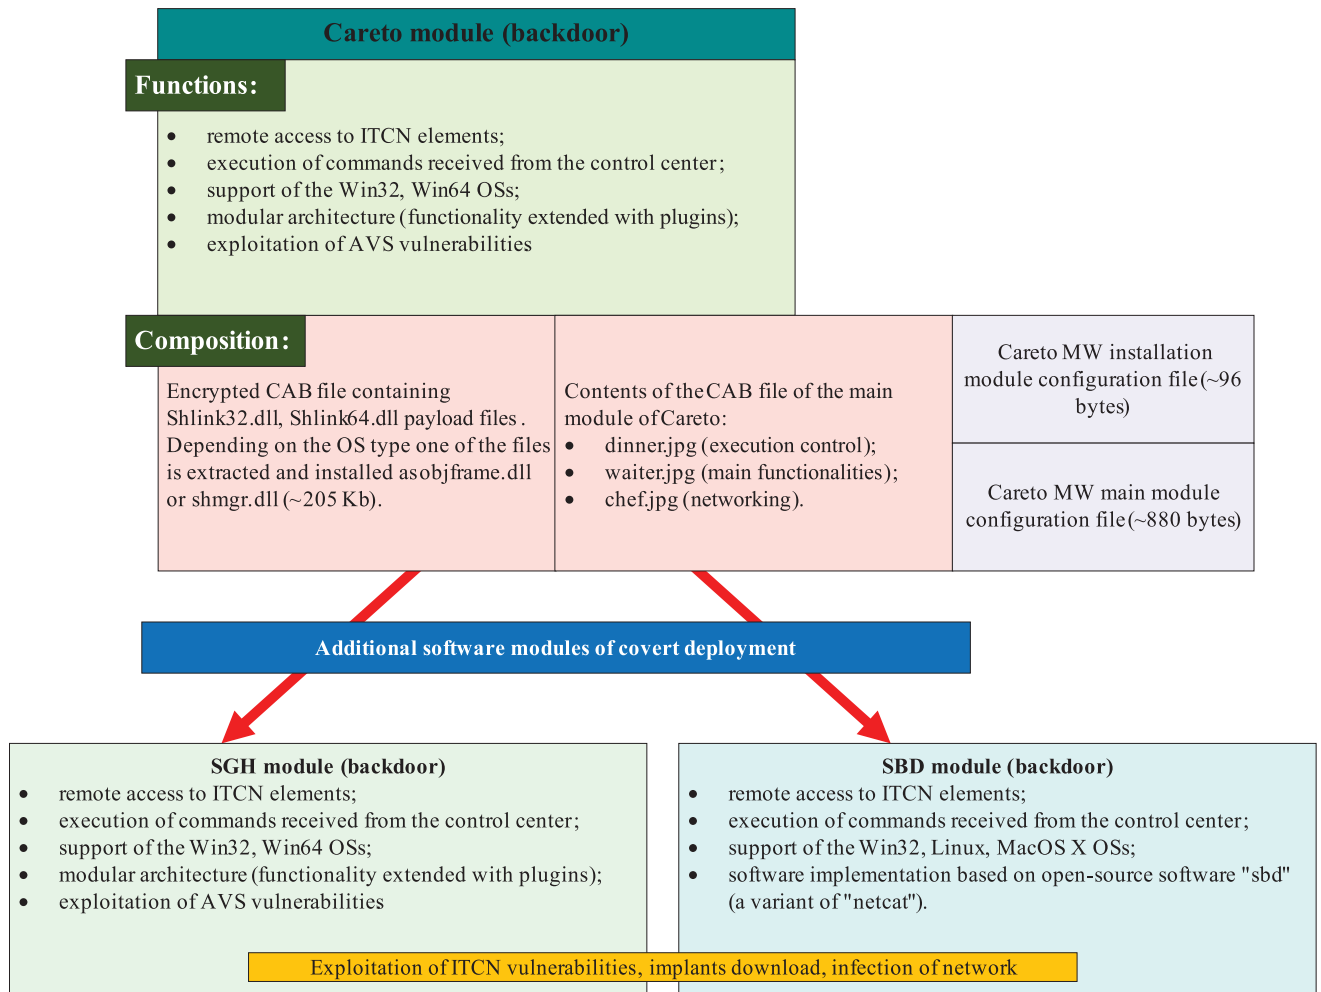 Careto module (backdoor)
Functions:
• remote access to ITCN elements;
• execution of commands received from the control center;
• support of the Win32, Win64 OSs;
• modular architecture (functionality extended with plugins);
• exploitation of AVS vulnerabilities
Composition:
Encrypted CAB file containing
Shlink32.dll, Shlink64.dll payload files.
Depending on the OS type one of the files
is extracted and installed as objframe.dll
or shmgr.dll (~205 Kb).
Contents of the CAB file of the main
module of Careto:
• dinner.jpg (execution control);
• waiter.jpg (main functionalities);
• chef.jpg (networking).
Careto MW installation
module configuration file (~96
bytes)
Careto MW main module
configuration file (~880 bytes)
Additional software modules of covert deployment
SGH module (backdoor)
• remote access to ITCN elements;
• execution of commands received from the control center;
• support of the Win32, Win64 OSs;
• modular architecture (functionality extended with plugins);
• exploitation of AVS vulnerabilities
SBD module (backdoor)
• remote access to ITCN elements;
• execution of commands received from the control center;
• support of the Win32, Linux, MacOS X OSs;
• software implementation based on open-source software "sbd"
(a variant of "netcat").
Exploitation of ITCN vulnerabilities, implants download, infection of network